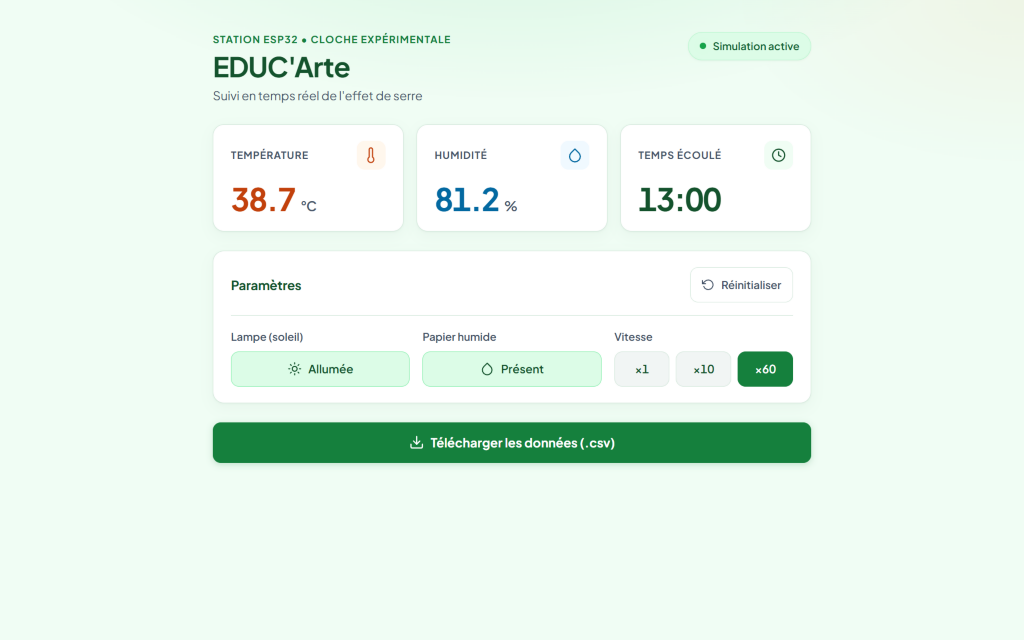 STATION ESP32 • CLOCHE EXPÉRIMENTALE
EDUC'Arte
Suivi en temps réel de l'effet de serre
Simulation active
TEMPÉRATURE
38.7 °C
HUMIDITÉ
81.2 %
TEMPS ÉCOULÉ
13:00
Paramètres
Réinitialiser
Lampe (soleil)
Allumée
Papier humide
Présent
Vitesse
×1
×10
×60
Télécharger les données (.csv)